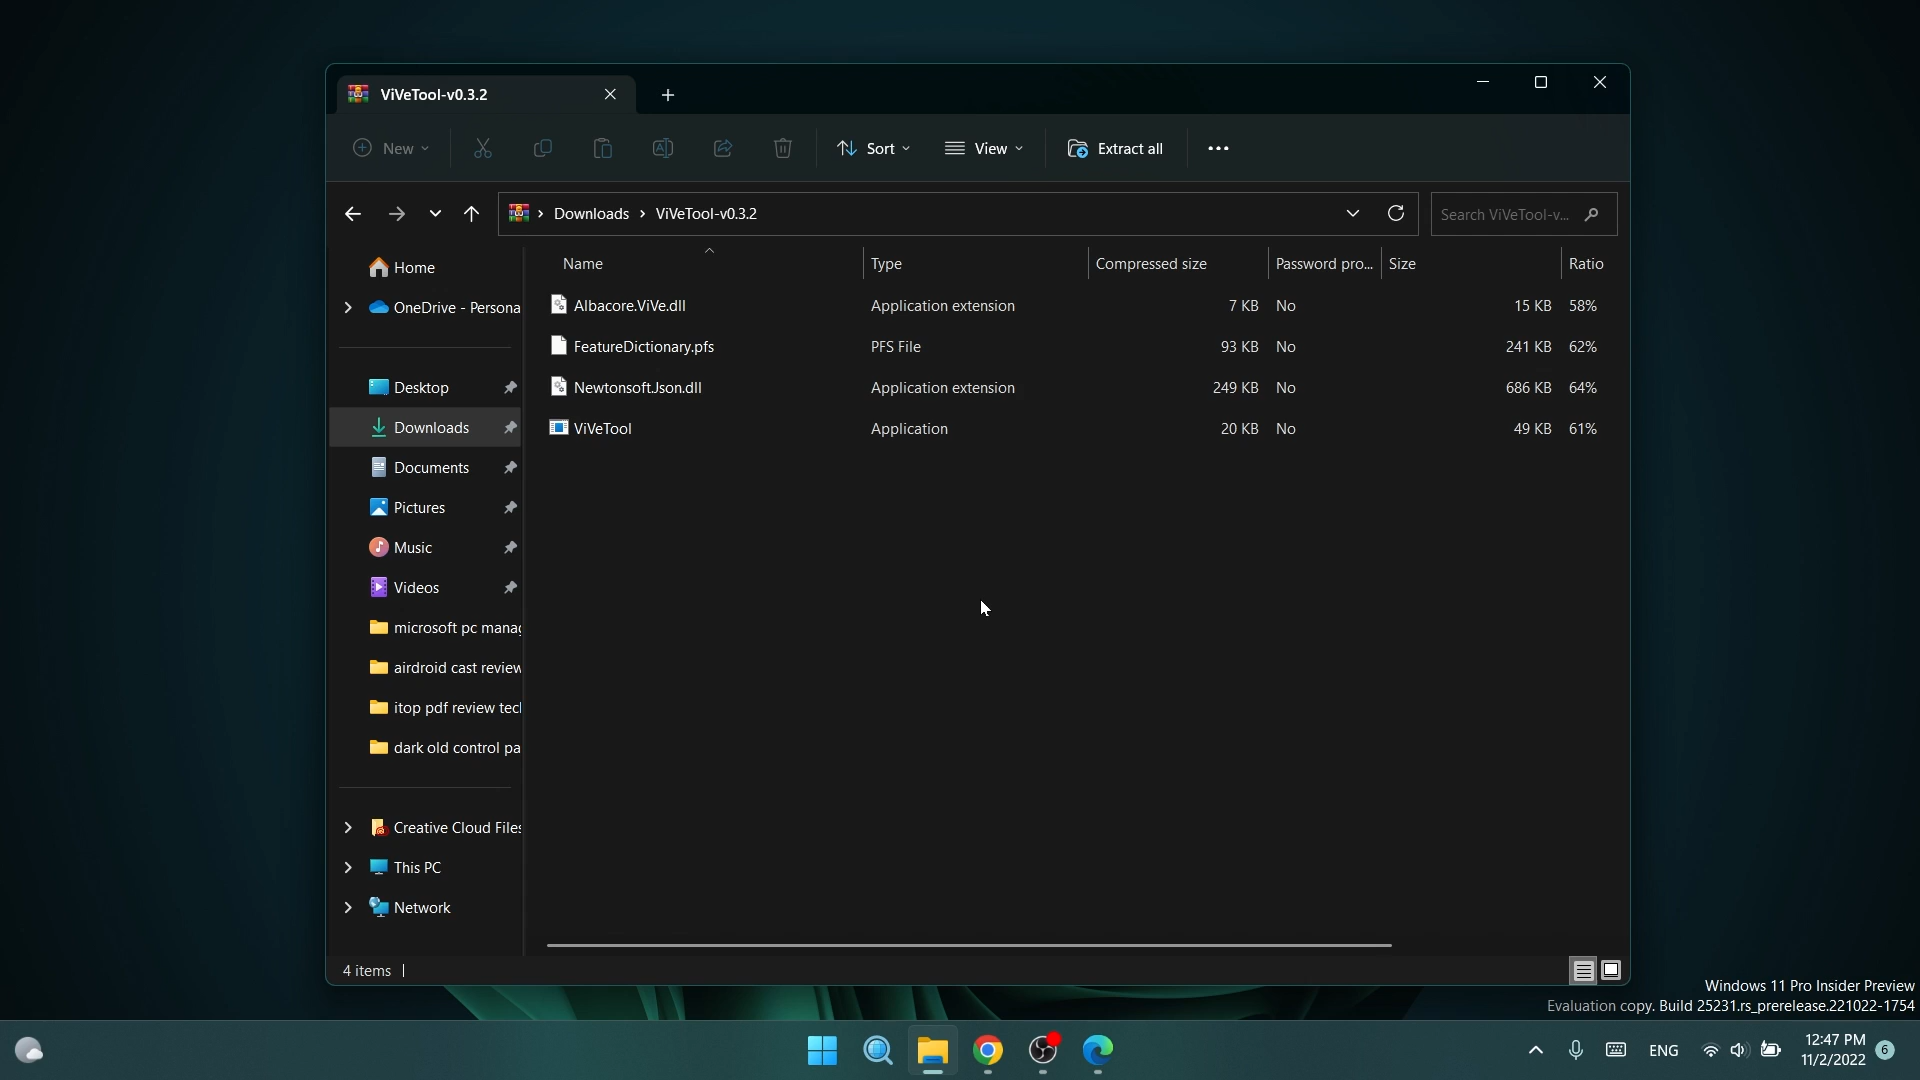 ViVeTool-v0.3.2
New
Sort
View
Extract all
Downloads
ViVeTool-v0.3.2
Search ViVeTool-v...
Name Type Compressed size Password pro... Size Ratio
Albacore.ViVe.dll Application extension 7 KB No 15 KB 58%
FeatureDictionary.pfs PFS File 93 KB No 241 KB 62%
Newtonsoft.Json.dll Application extension 249 KB No 686 KB 64%
ViVeTool Application 20 KB No 49 KB 61%
Home
OneDrive - Persona
Desktop
Downloads
Documents
Pictures
Music
Videos
microsoft pc manag
airdroid cast review
itop pdf review tecl
dark old control pa
Creative Cloud Files
This PC
Network
4 items
Windows 11 Pro Insider Preview
Evaluation copy. Build 25231.rs_prerelease.221022-1754
ENG
12:47 PM
11/2/2022
6